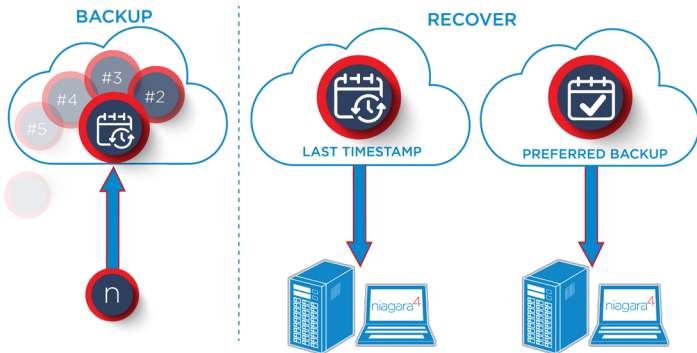 BACKUP
#5
#4
#3
#2
n
RECOVER
LAST TIMESTAMP
niagara4
PREFERRED BACKUP
niagara4